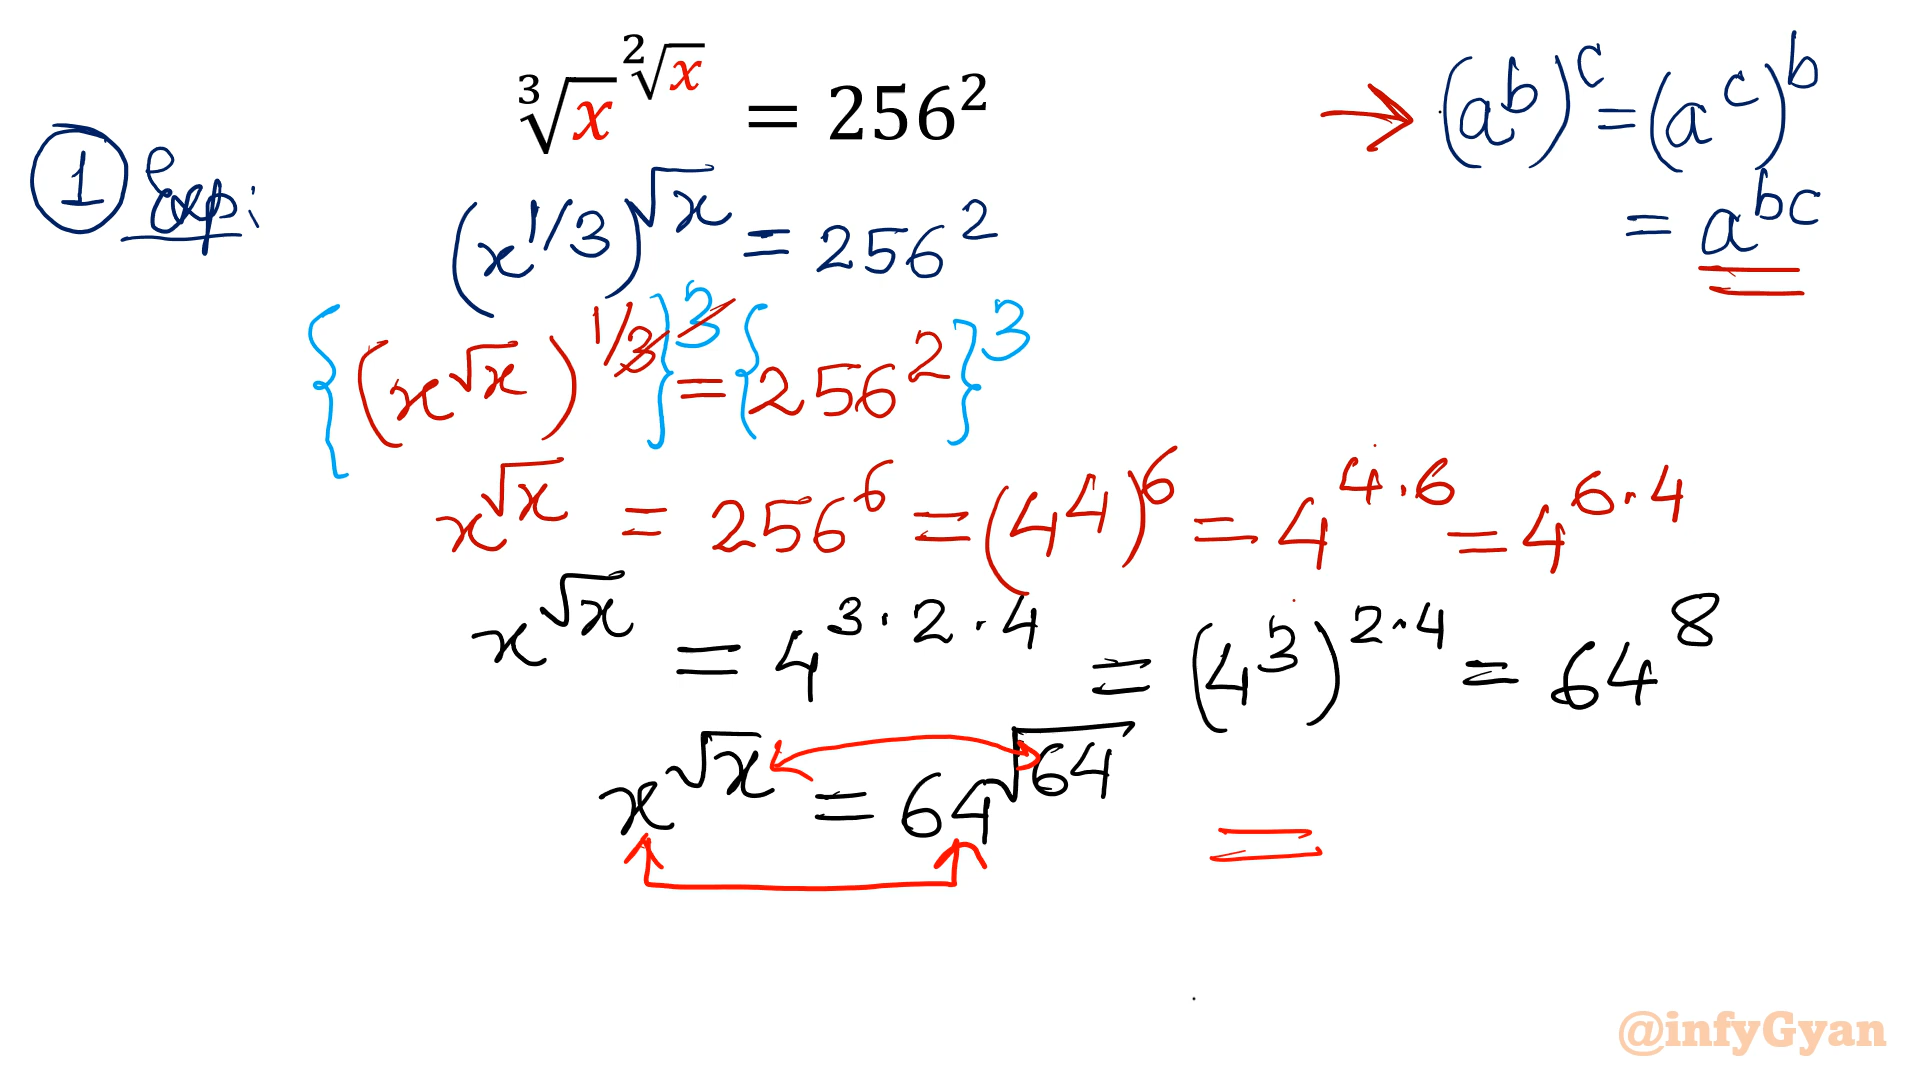 ∛x^(²√x) = 256²
→ (a^b)^c = (a^c)^b
= a^(bc)
① Exp:
(x^(1/3))^(√x) = 256²
{(x^(√x))^(1/3)}³ = {256²}³
x^(√x) = 256⁶ = (4⁴)⁶ = 4^(4·6) = 4^(6·4)
x^(√x) = 4^(3·2·4) = (4³)^(2·4) = 64⁸
x^(√x) = 64^(√64)
@infyGyan